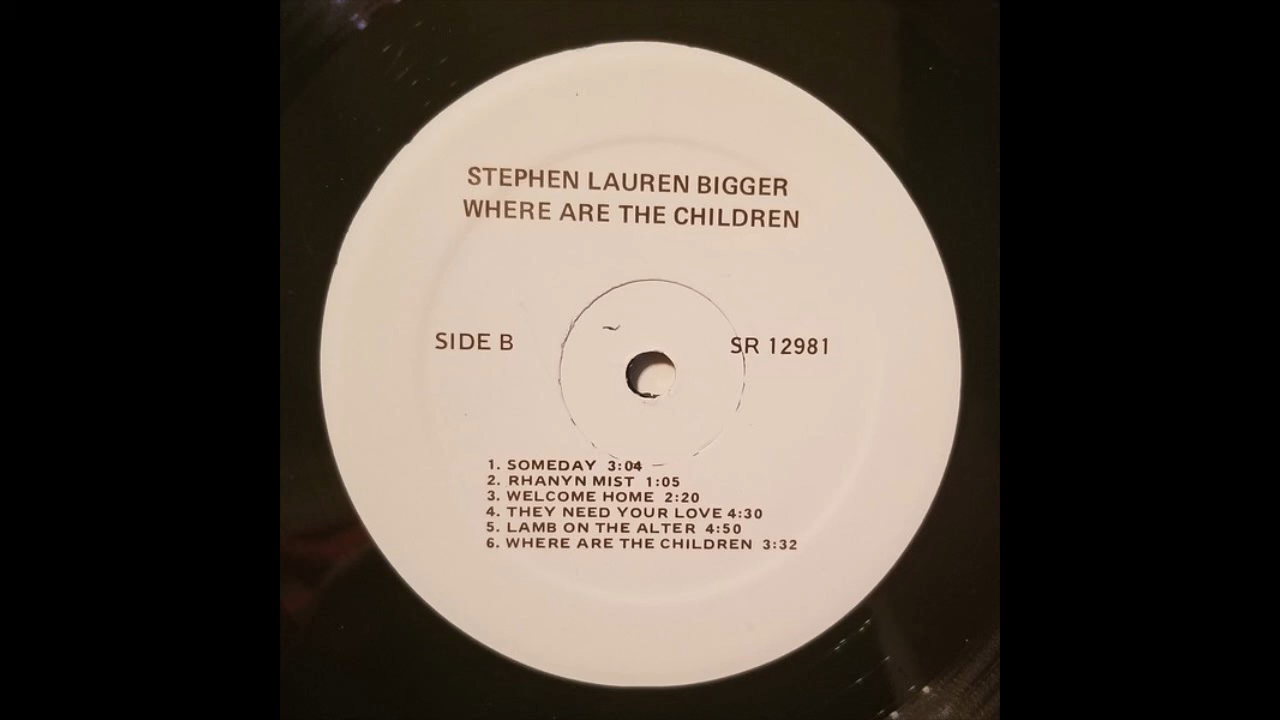 STEPHEN LAUREN BIGGER
WHERE ARE THE CHILDREN
SIDE B
SR 12981
1. SOMEDAY 3:04
2. RHANYN MIST 1:05
3. WELCOME HOME 2:20
4. THEY NEED YOUR LOVE 4:30
5. LAMB ON THE ALTER 4:50
6. WHERE ARE THE CHILDREN 3:32